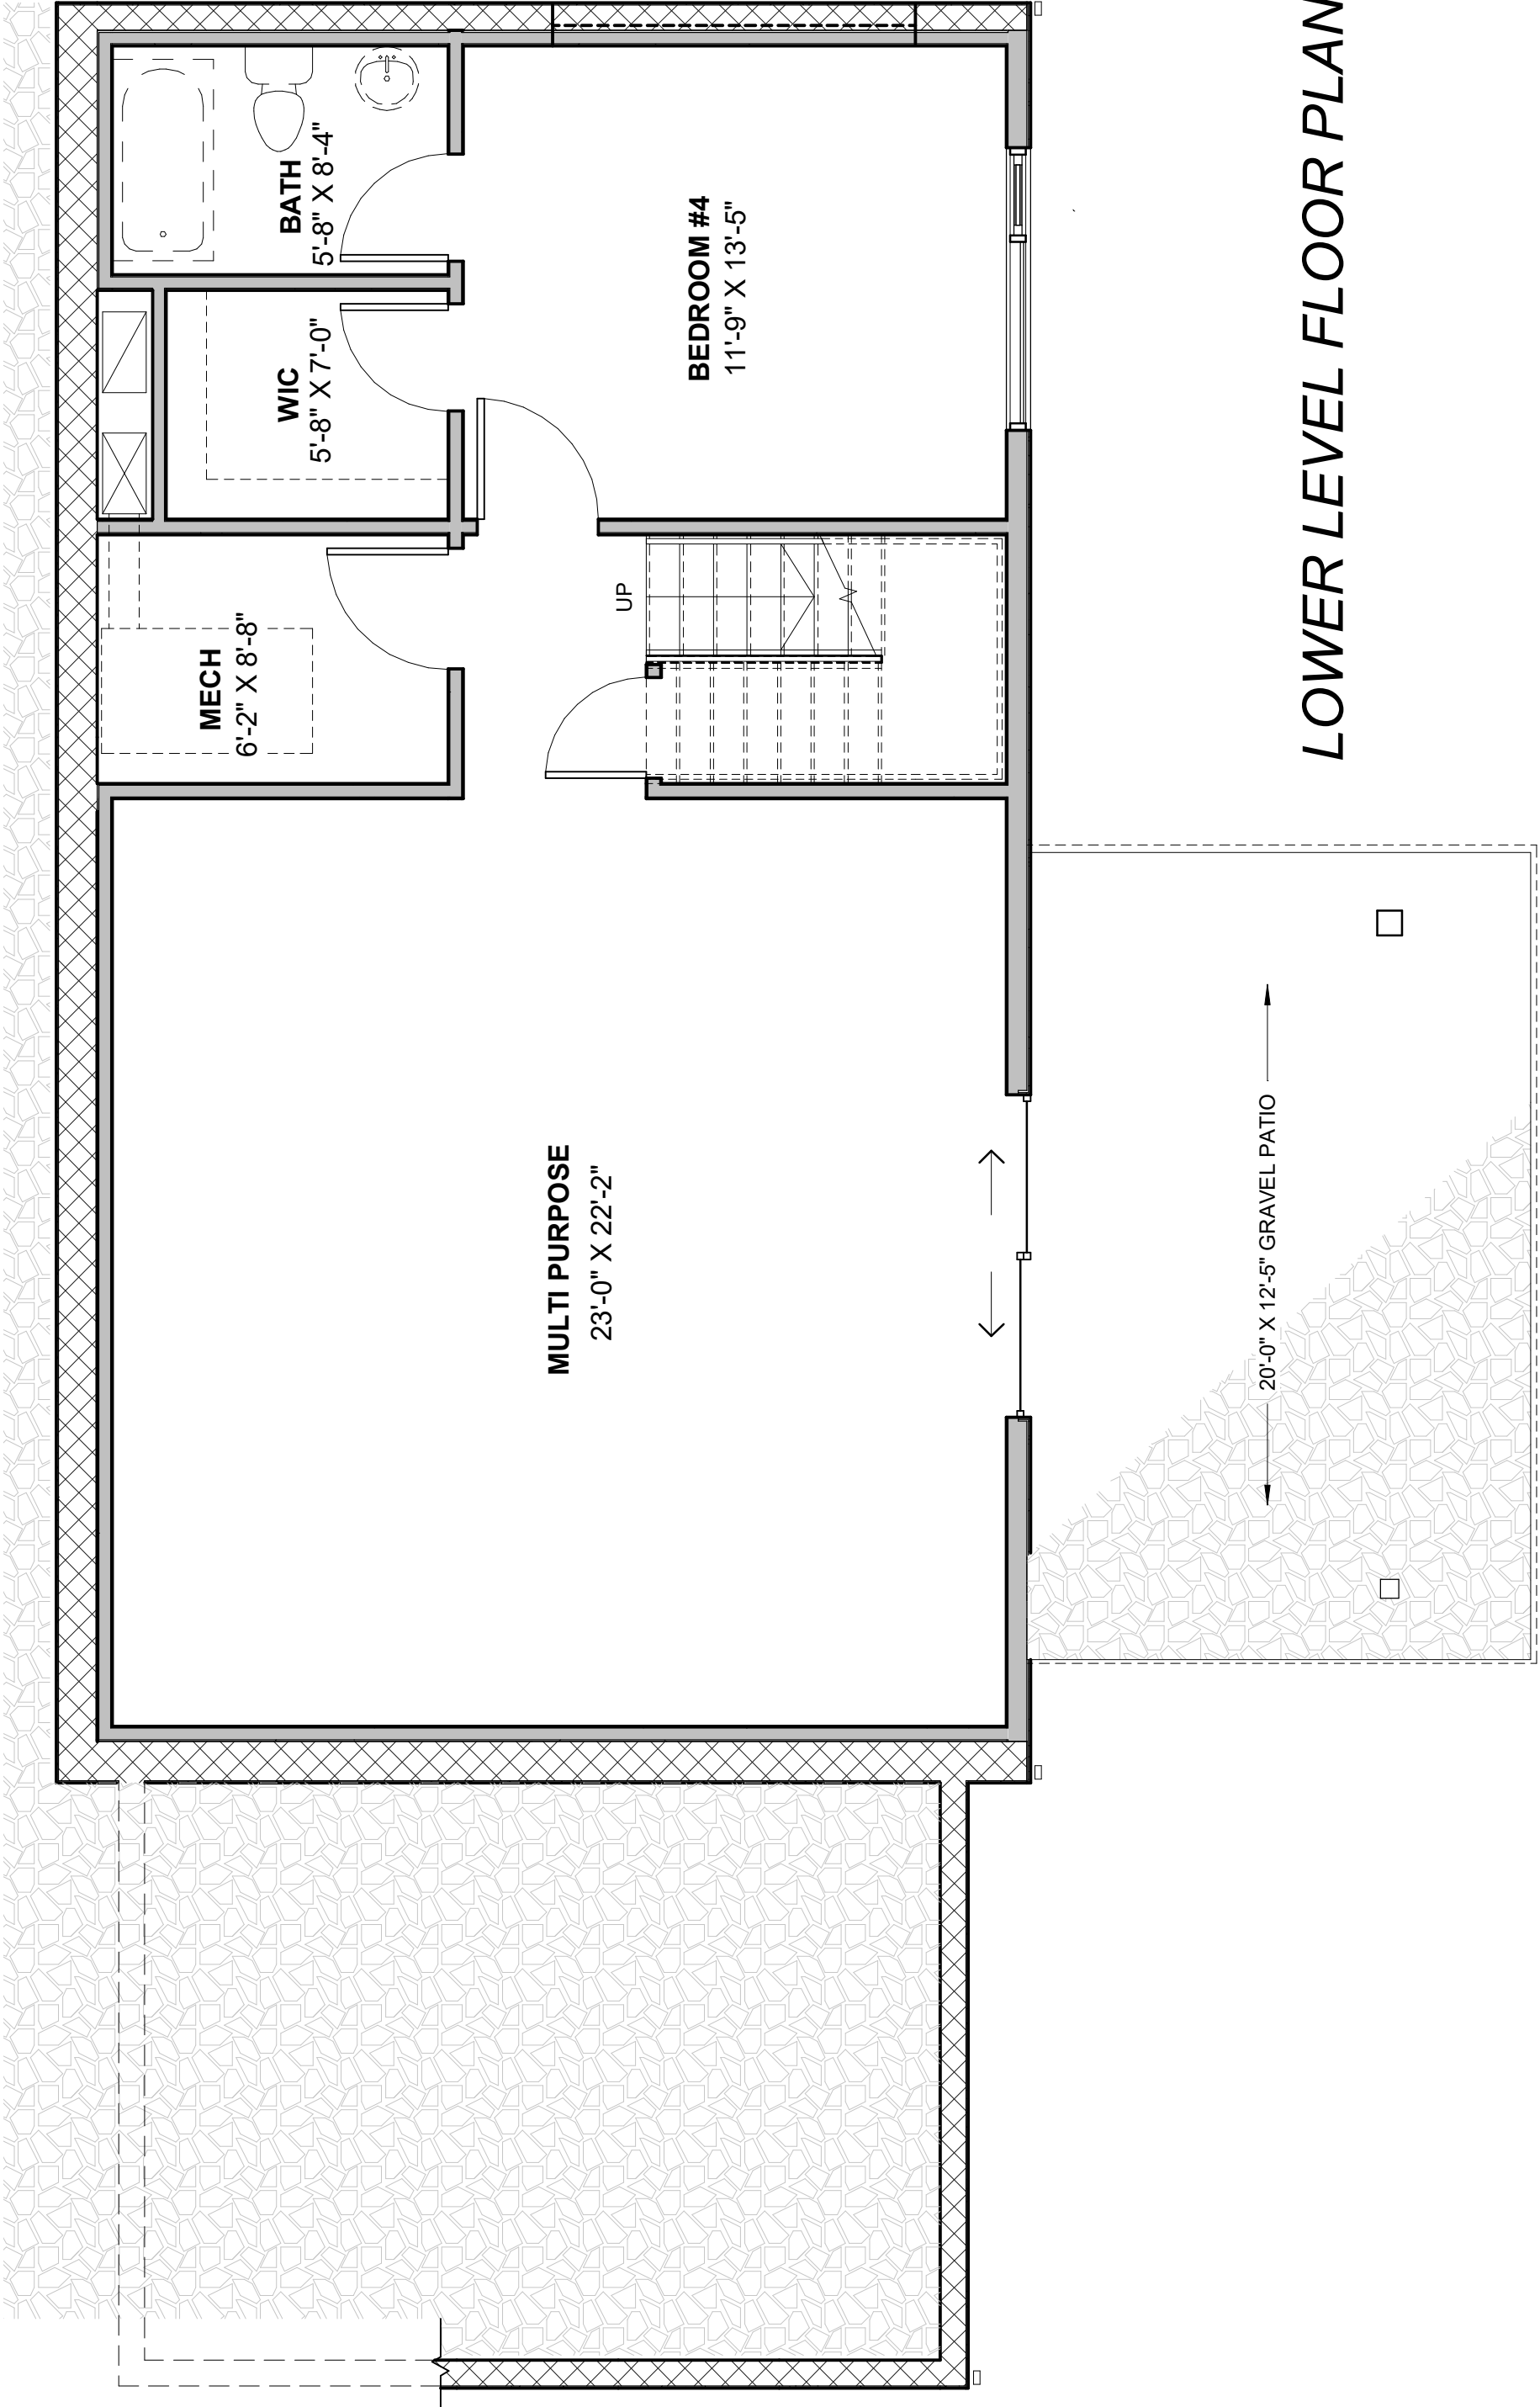 MULTI PURPOSE
23'-0" X 22'-2"
MECH
6'-2" X 8'-8"
WIC
5'-8" X 7'-0"
BATH
5'-8" X 8'-4"
UP
BEDROOM #4
11'-9" X 13'-5"
20'-0" X 12'-5" GRAVEL PATIO
LOWER LEVEL FLOOR PLAN